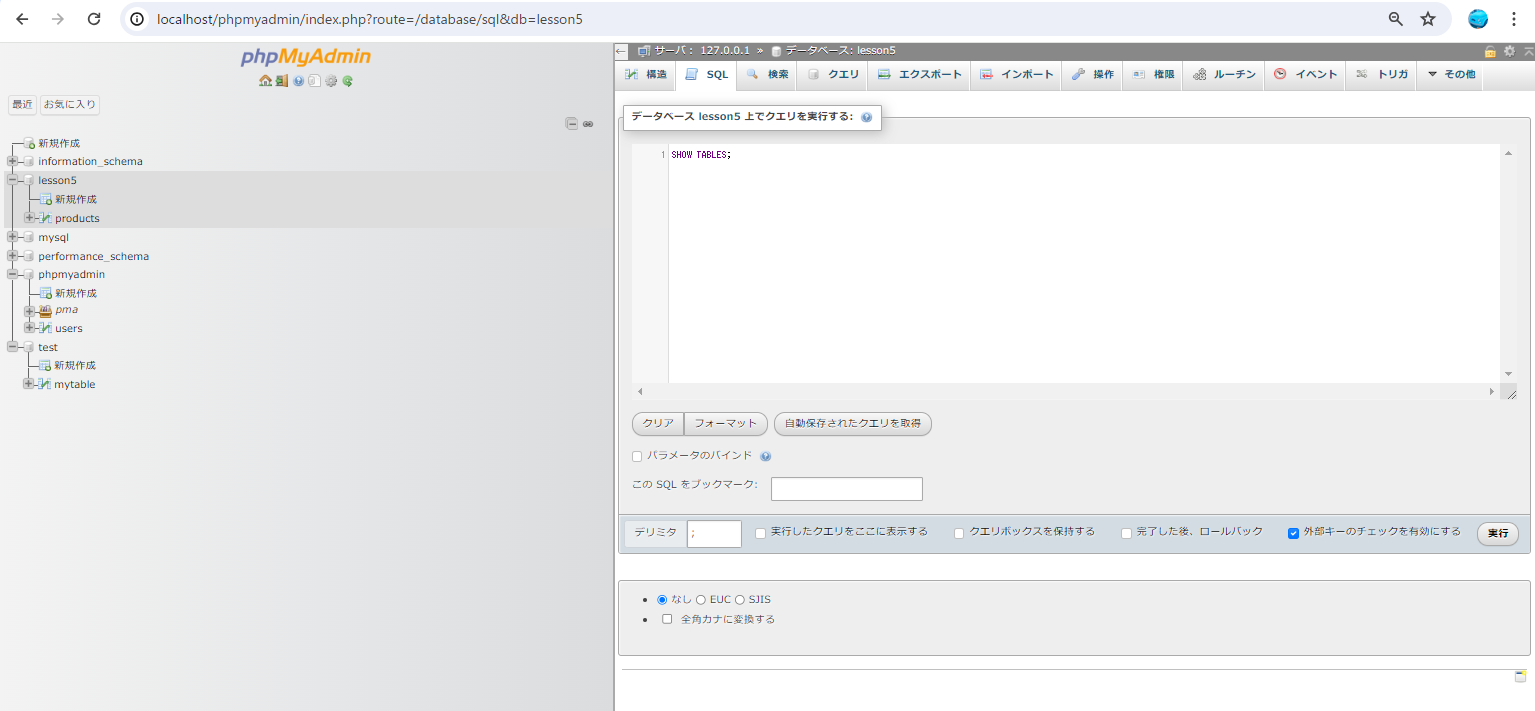 localhost/phpmyadmin/index.php?route=/database/sql&db=lesson5
phpMyAdmin
最近 お気に入り
新規作成
information_schema
lesson5
新規作成
products
mysql
performance_schema
phpmyadmin
新規作成
pma
users
test
新規作成
mytable
サーバ: 127.0.0.1 » データベース: lesson5
構造 SQL 検索 クエリ エクスポート インポート 操作 権限 ルーチン イベント トリガ その他
データベース lesson5 上でクエリを実行する:
1 SHOW TABLES;
クリア フォーマット 自動保存されたクエリを取得
パラメータのバインド
この SQL をブックマーク:
デリミタ ; 実行したクエリをここに表示する クエリボックスを保持する 完了した後、ロールバック 外部キーのチェックを有効にする 実行
なし EUC SJIS
全角カナに変換する